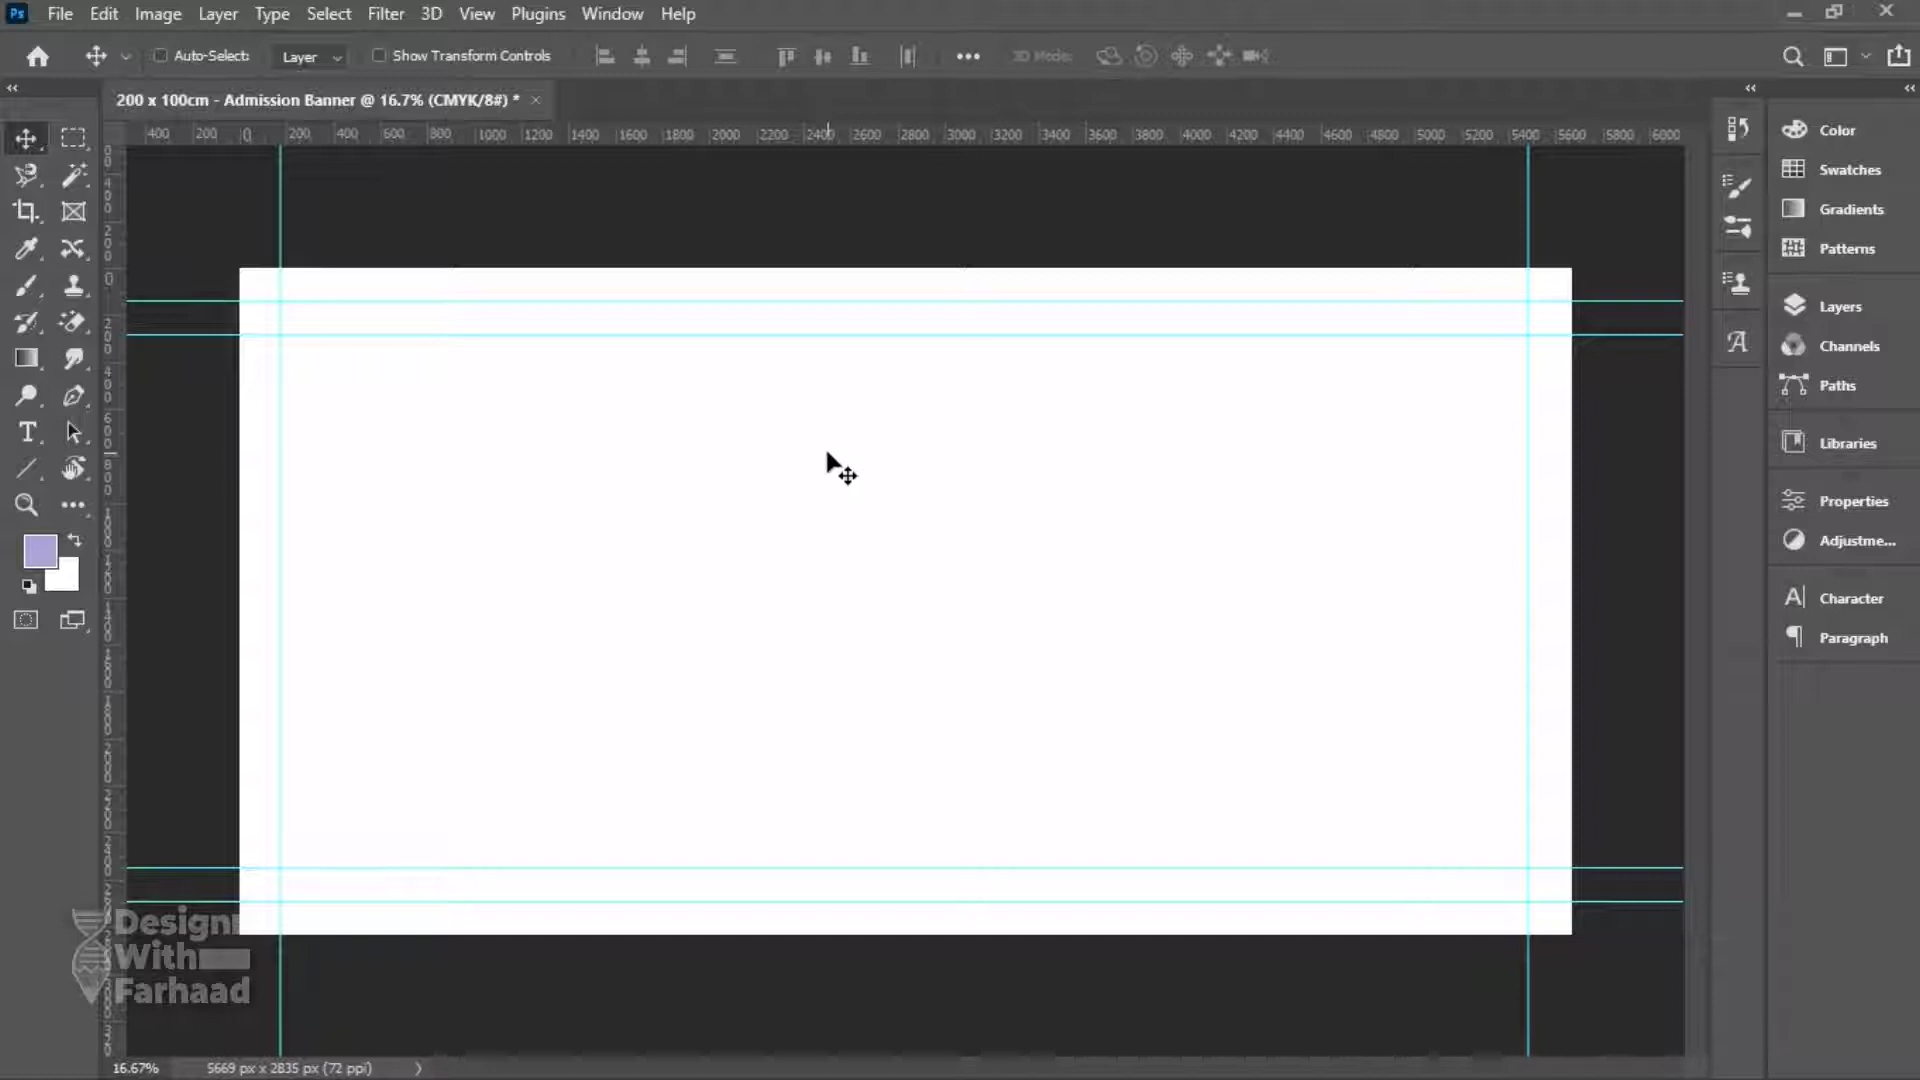 Ps File Edit Image Layer Type Select Filter 3D View Plugins Window Help
Auto-Select: Layer Show Transform Controls 3D Mode:
200 x 100cm - Admission Banner @ 16.7% (CMYK/8#) * ×
400 200 0 200 400 600 800 1000 1200 1400 1600 1800 2000 2200 2400 2600 2800 3000 3200 3400 3600 3800 4000 4200 4400 4600 4800 5000 5200 5400 5600 5800 6000
Color
Swatches
Gradients
Patterns
Layers
Channels
Paths
Libraries
Properties
Adjustme...
Character
Paragraph
Design
With
Farhaad
16.67% 5669 px x 2835 px (72 ppi)